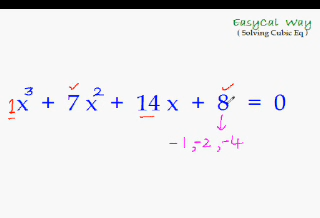 EasyCal Way
( Solving Cubic Eq )
1x³ + 7x² + 14x + 8 = 0
-1,-2,-4